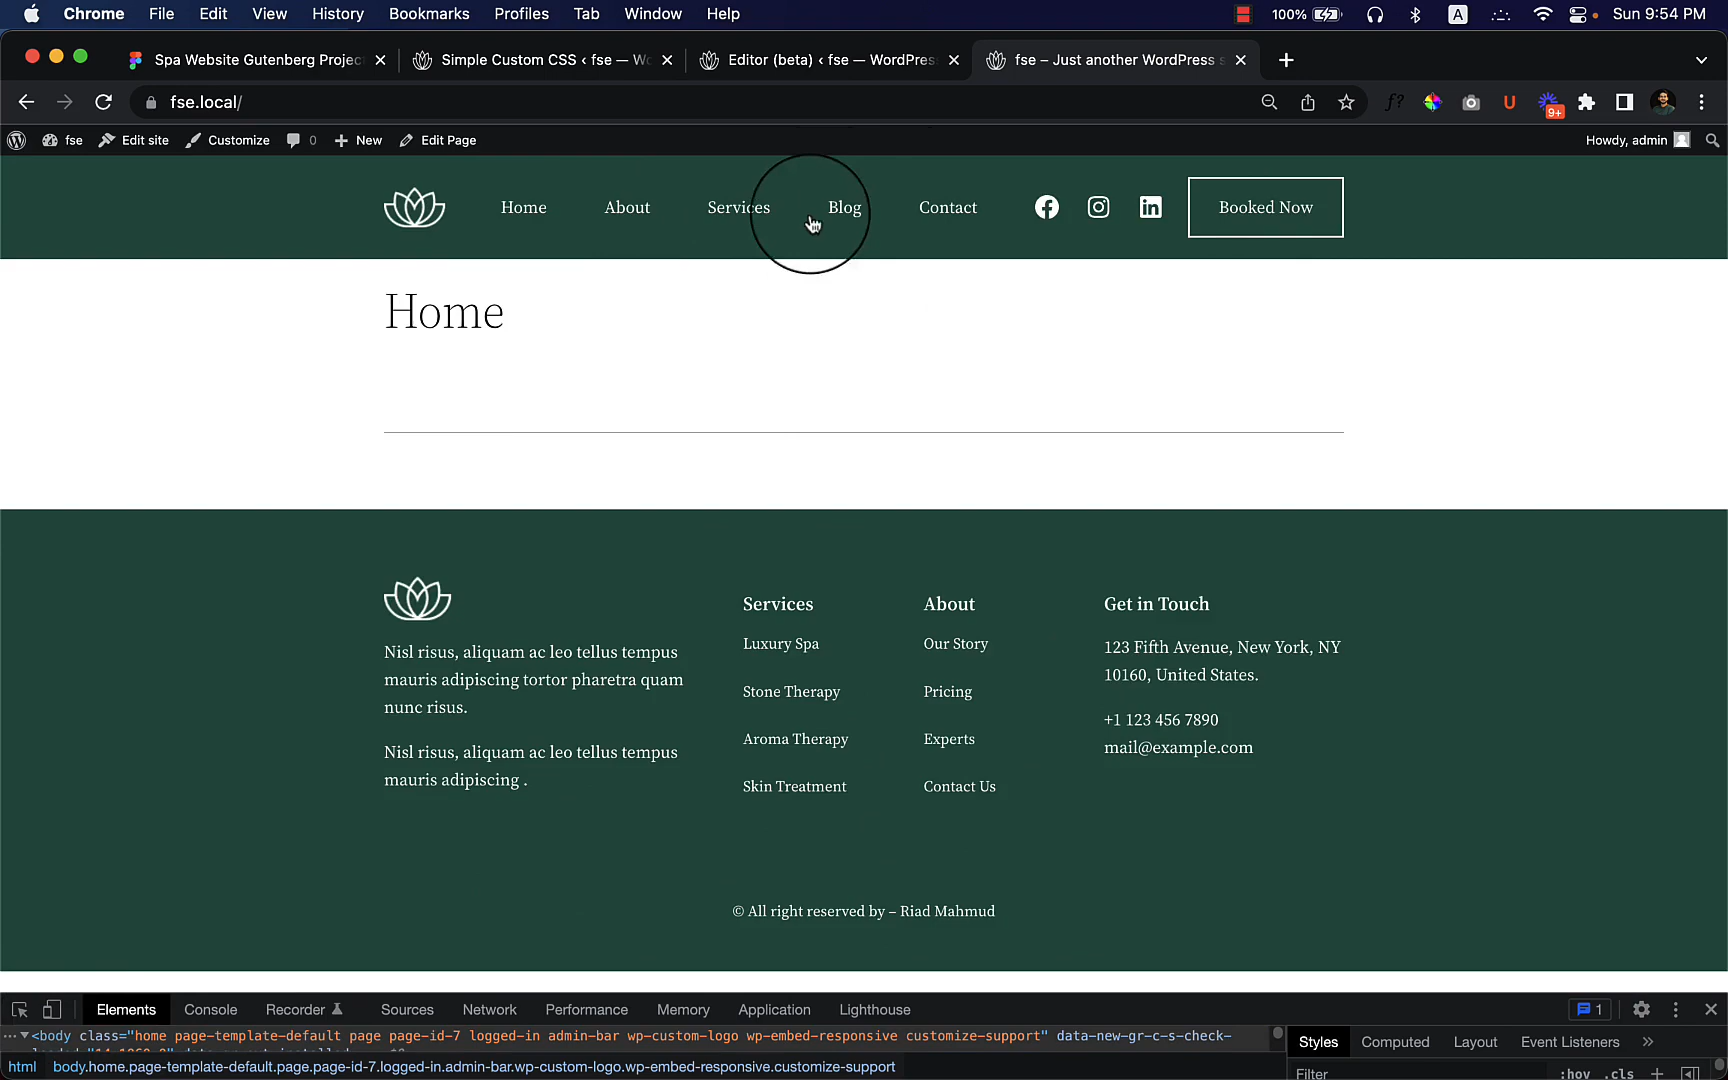 Chrome File Edit View History Bookmarks Profiles Tab Window Help 100% A Sun 9:54 PM
Spa Website Gutenberg Projec Simple Custom CSS ‹ fse — Wo Editor (beta) ‹ fse — WordPres fse – Just another WordPress s
fse.local/ f? U 9+
fse Edit site Customize 0 New Edit Page Howdy, admin
Home About Services Blog Contact in Booked Now
Home
Services About Get in Touch
Nisl risus, aliquam ac leo tellus tempus
mauris adipiscing tortor pharetra quam
nunc risus.
Nisl risus, aliquam ac leo tellus tempus
mauris adipiscing .
Luxury Spa
Stone Therapy
Aroma Therapy
Skin Treatment
Our Story
Pricing
Experts
Contact Us
123 Fifth Avenue, New York, NY
10160, United States.
+1 123 456 7890
mail@example.com
© All right reserved by – Riad Mahmud
Elements Console Recorder Sources Network Performance Memory Application Lighthouse 1
<body class="home page-template-default page page-id-7 logged-in admin-bar wp-custom-logo wp-embed-responsive customize-support" data-new-gr-c-s-check-
html body.home.page-template-default.page.page-id-7.logged-in.admin-bar.wp-custom-logo.wp-embed-responsive.customize-support
Styles Computed Layout Event Listeners »
Filter :hov .cls +